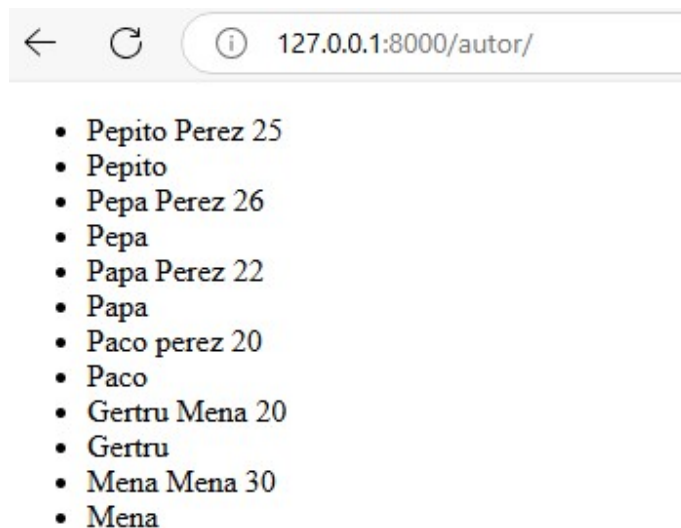 127.0.0.1:8000/autor/
Pepito Perez 25
Pepito
Pepa Perez 26
Pepa
Papa Perez 22
Papa
Paco perez 20
Paco
Gertru Mena 20
Gertru
Mena Mena 30
Mena